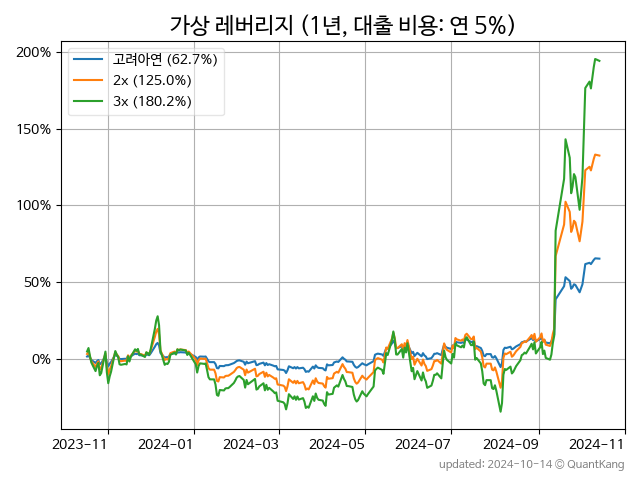 가상 레버리지 (1년, 대출 비용: 연 5%)
200%
150%
100%
50%
0%
고려아연 (62.7%)
2x (125.0%)
3x (180.2%)
2023-11
2024-01
2024-03
2024-05
2024-07
2024-09
2024-11
updated: 2024-10-14 © QuantKang